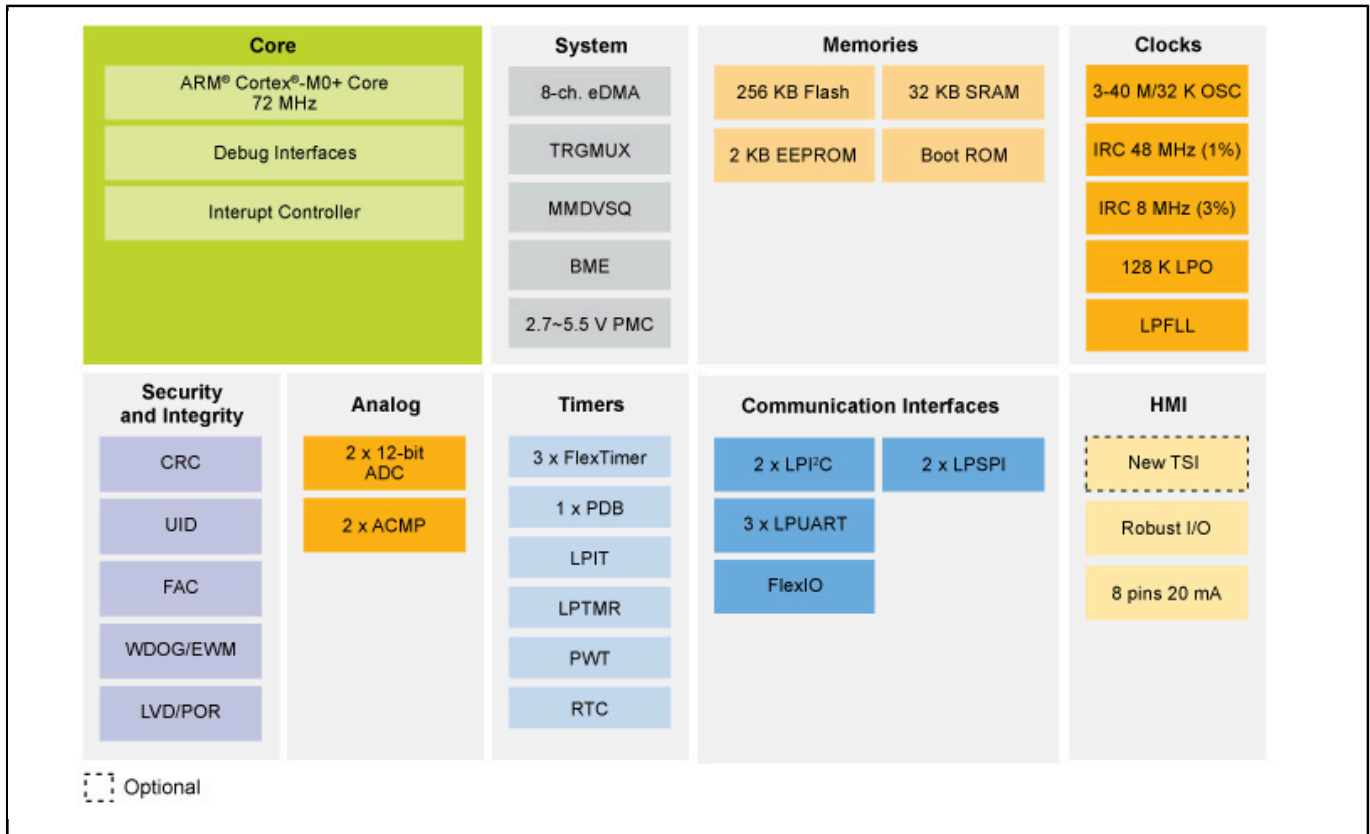 Core
ARM® Cortex®-M0+ Core
72 MHz
Debug Interfaces
Interupt Controller
System
8-ch. eDMA
TRGMUX
MMDVSQ
BME
2.7~5.5 V PMC
Memories
256 KB Flash
32 KB SRAM
2 KB EEPROM
Boot ROM
Clocks
3-40 M/32 K OSC
IRC 48 MHz (1%)
IRC 8 MHz (3%)
128 K LPO
LPFLL
Security
and Integrity
CRC
UID
FAC
WDOG/EWM
LVD/POR
Analog
2 x 12-bit
ADC
2 x ACMP
Timers
3 x FlexTimer
1 x PDB
LPIT
LPTMR
PWT
RTC
Communication Interfaces
2 x LPI²C
2 x LPSPI
3 x LPUART
FlexIO
HMI
New TSI
Robust I/O
8 pins 20 mA
Optional